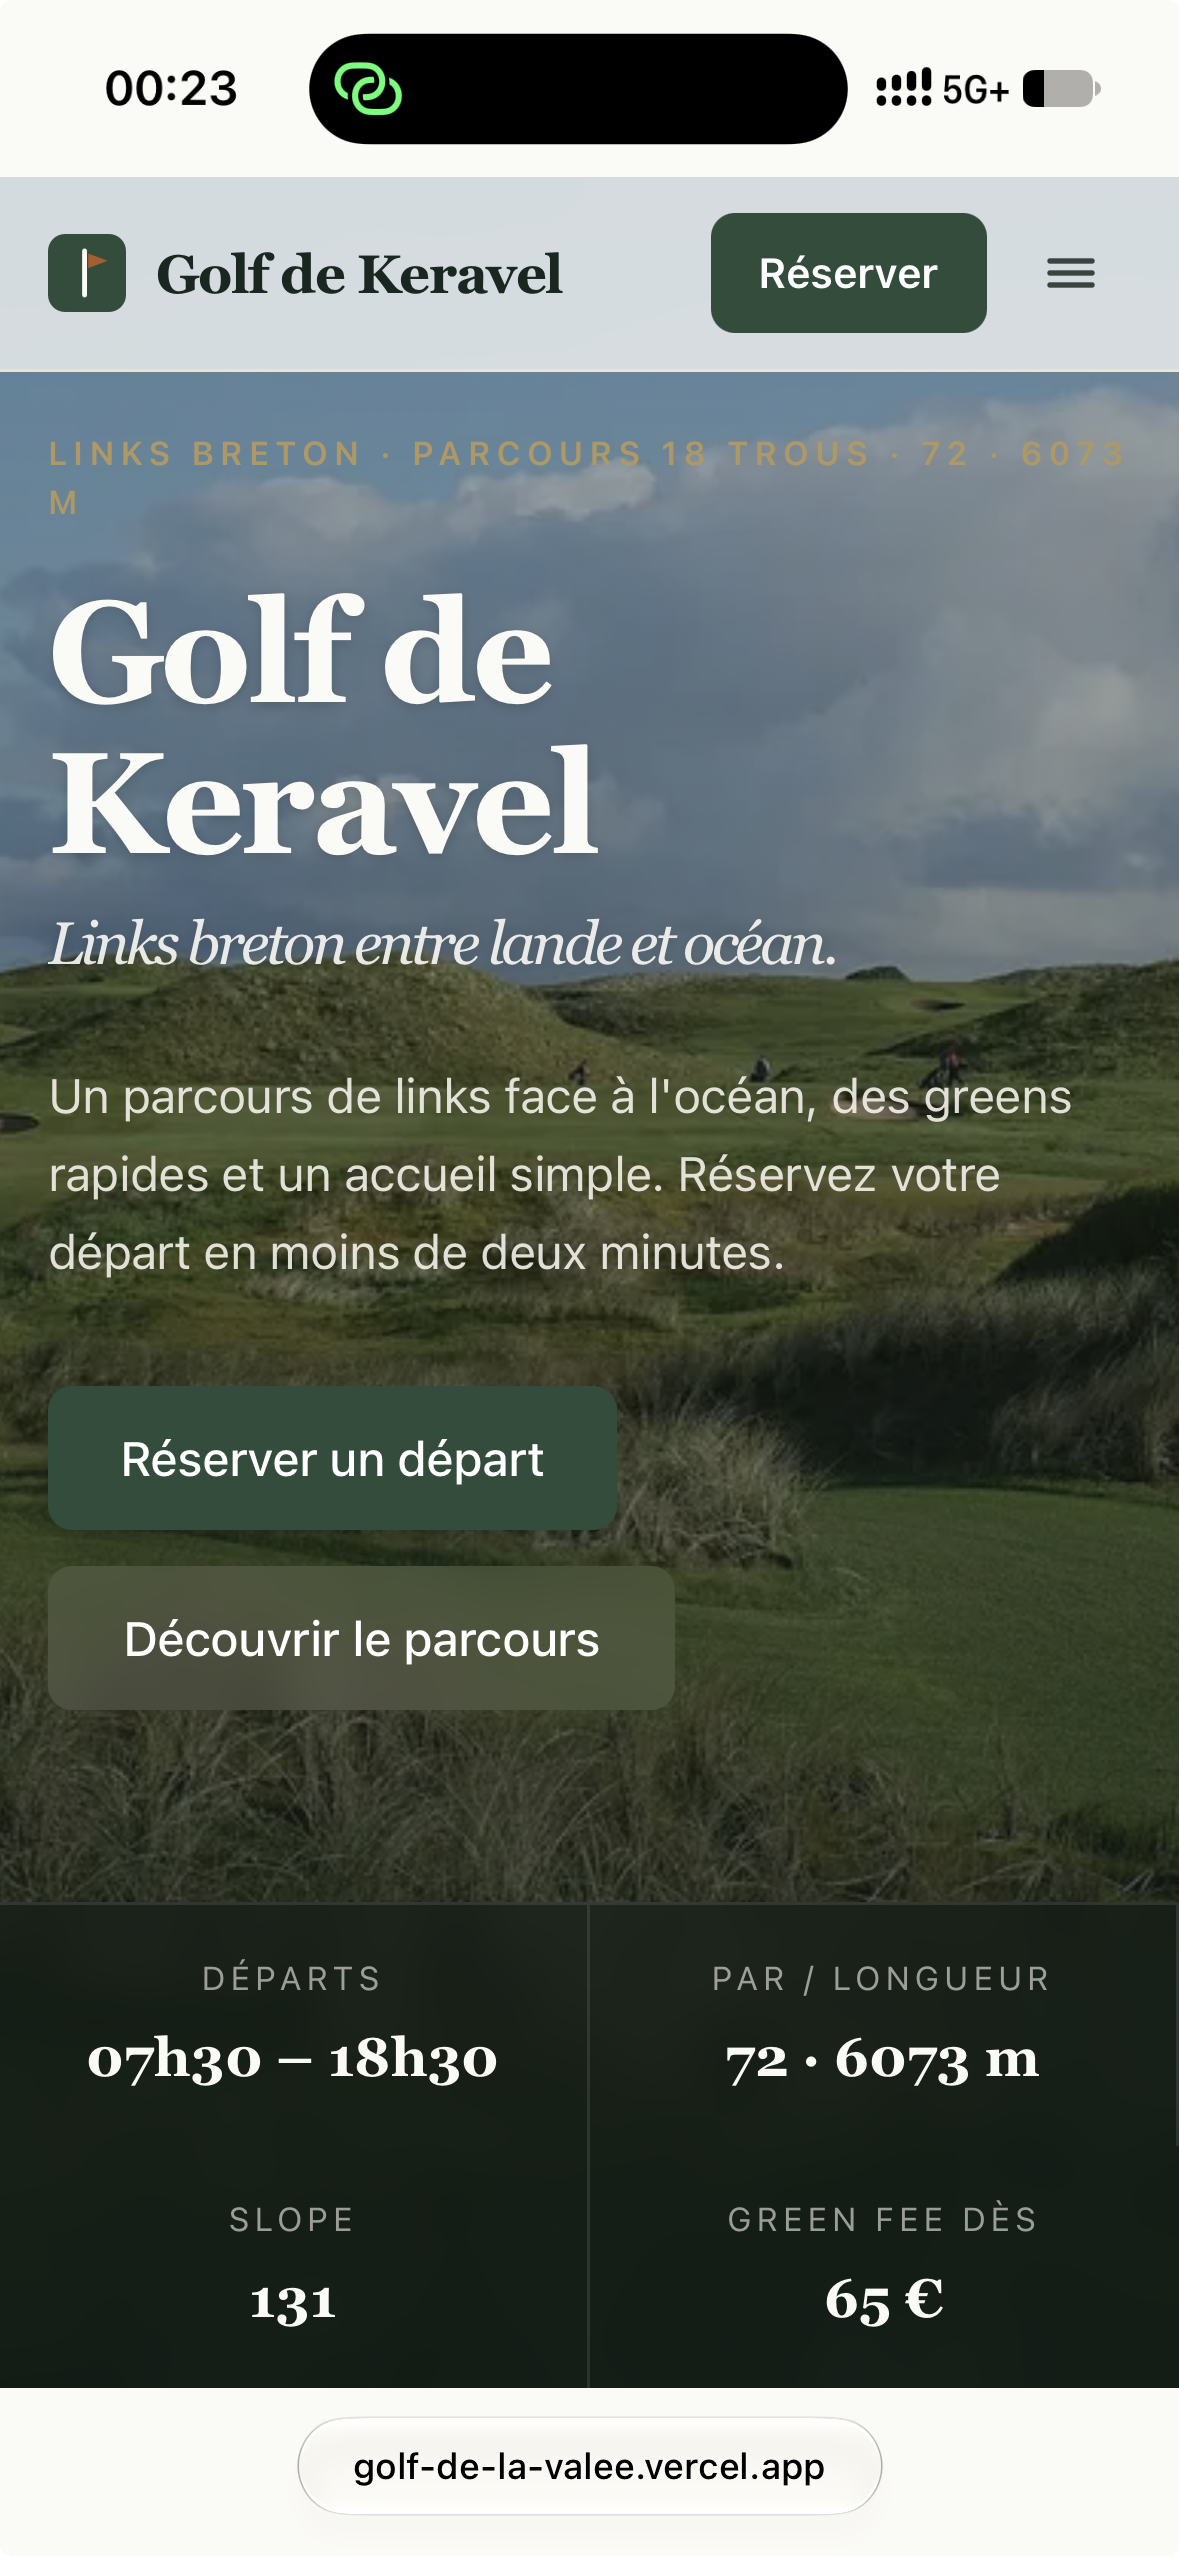 00:23
5G+
Golf de Keravel
Réserver
LINKS BRETON · PARCOURS 18 TROUS · 72 · 6073
M
Golf de
Keravel
Links breton entre lande et océan.
Un parcours de links face à l'océan, des greens
rapides et un accueil simple. Réservez votre
départ en moins de deux minutes.
Réserver un départ
Découvrir le parcours
DÉPARTS
07h30 – 18h30
PAR / LONGUEUR
72 · 6073 m
SLOPE
131
GREEN FEE DÈS
65 €
golf-de-la-valee.vercel.app